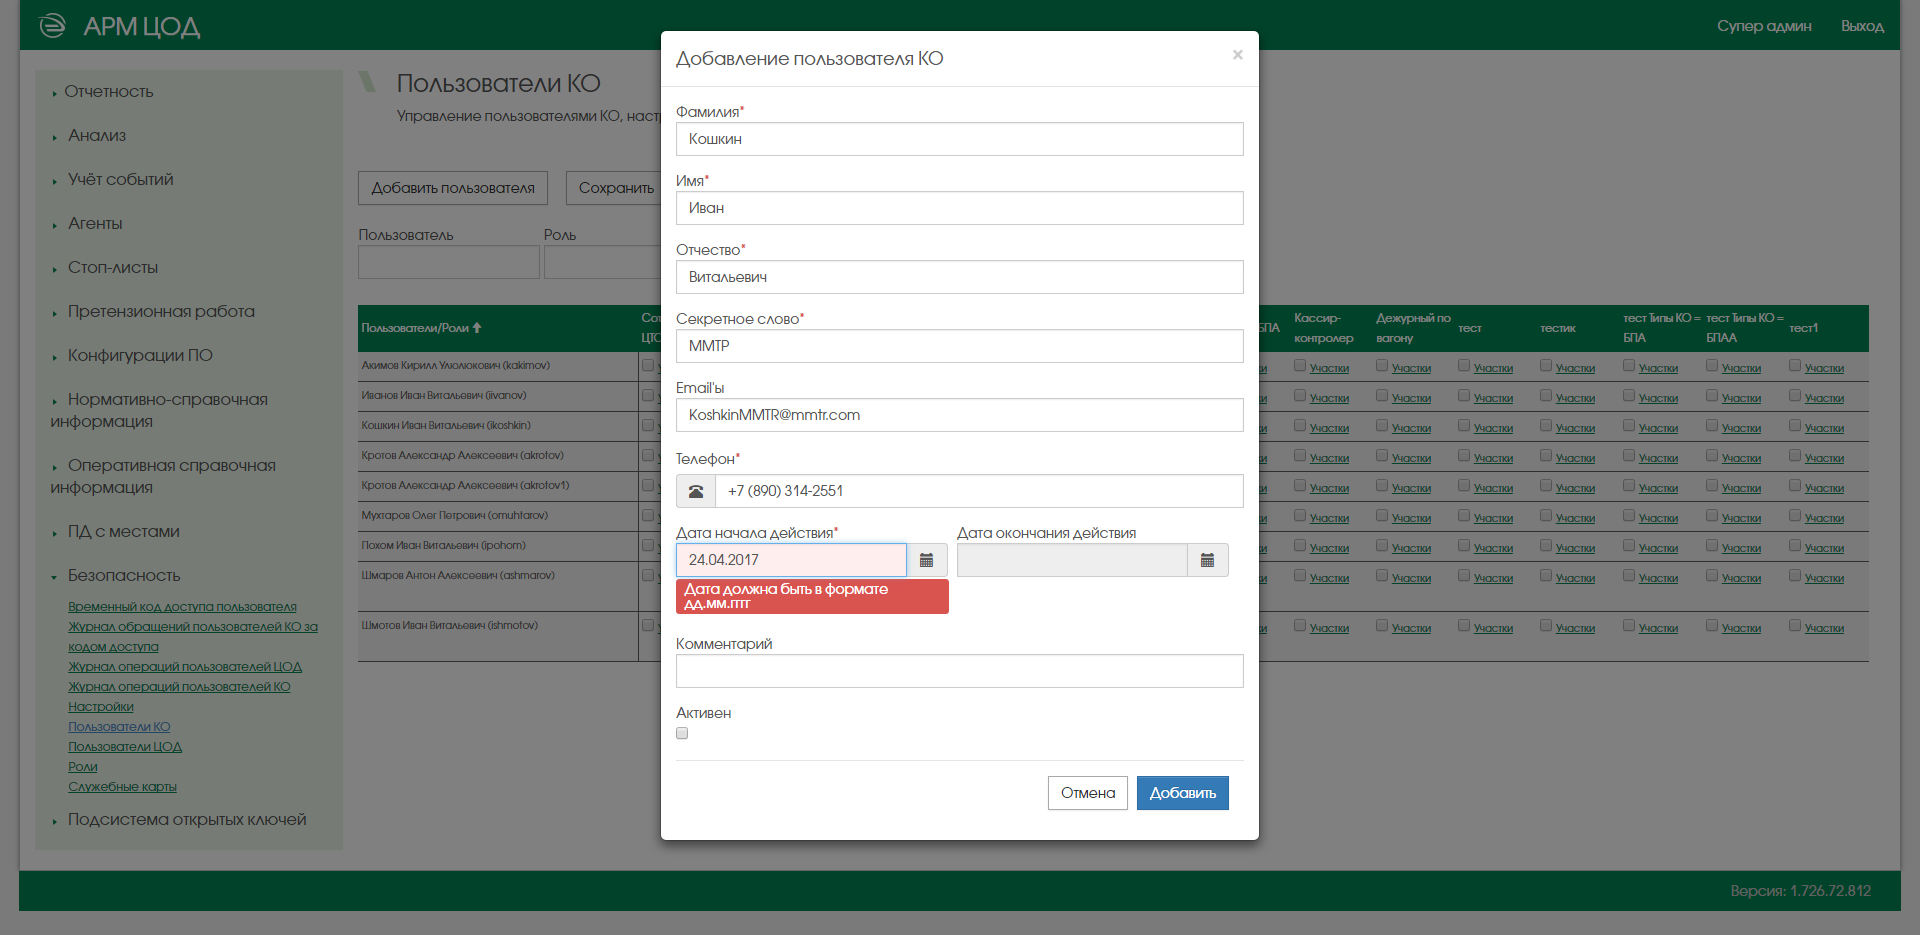 АРМ ЦОД
Супер админ
Выход
Отчетность
Анализ
Учёт событий
Агенты
Стоп-листы
Претензионная работа
Конфигурации ПО
Нормативно-справочная
информация
Оперативная справочная
информация
ПД с местами
Безопасность
Временный код доступа пользователя
Журнал обращений пользователей КО за
кодом доступа
Журнал операций пользователей ЦОД
Журнал операций пользователей КО
Настройки
Пользователи КО
Пользователи ЦОД
Роли
Служебные карты
Подсистема открытых ключей
Пользователи КО
Управление пользователями КО, наст
Добавить пользователя
Сохранить
Пользователь
Роль
Пользователи/Роли
БПА
Кассир-
контролер
Дежурный по
вагону
тест
тестик
тест Типы КО =
БПА
тест Типы КО =
БПАА
тест1
Акимов Кирилл Улюлюкович (kakimov)
Участки Участки Участки Участки Участки Участки Участки
Иванов Иван Витальевич (iivanov)
Участки Участки Участки Участки Участки Участки Участки
Кошкин Иван Витальевич (ikoshkin)
Участки Участки Участки Участки Участки Участки Участки
Кротов Александр Алексеевич (akrotov)
Участки Участки Участки Участки Участки Участки Участки
Кротов Александр Алексеевич (akrotov1)
Участки Участки Участки Участки Участки Участки Участки
Мухтаров Олег Петрович (omuhtarov)
Участки Участки Участки Участки Участки Участки Участки
Похом Иван Витальевич (ipohom)
Участки Участки Участки Участки Участки Участки Участки
Шмаров Антон Алексеевич (ashmarov)
Участки Участки Участки Участки Участки Участки Участки
Шмотов Иван Витальевич (ishmotov)
Участки Участки Участки Участки Участки Участки Участки
Добавление пользователя КО
×
Фамилия*
Кошкин
Имя*
Иван
Отчество*
Витальевич
Секретное слово*
ММТР
Email'ы
KoshkinMMTR@mmtr.com
Телефон*
+7 (890) 314-2551
Дата начала действия*
Дата окончания действия
24.04.2017
Дата должна быть в формате
дд.мм.гггг
Комментарий
Активен
Отмена
Добавить
Версия: 1.726.72.812